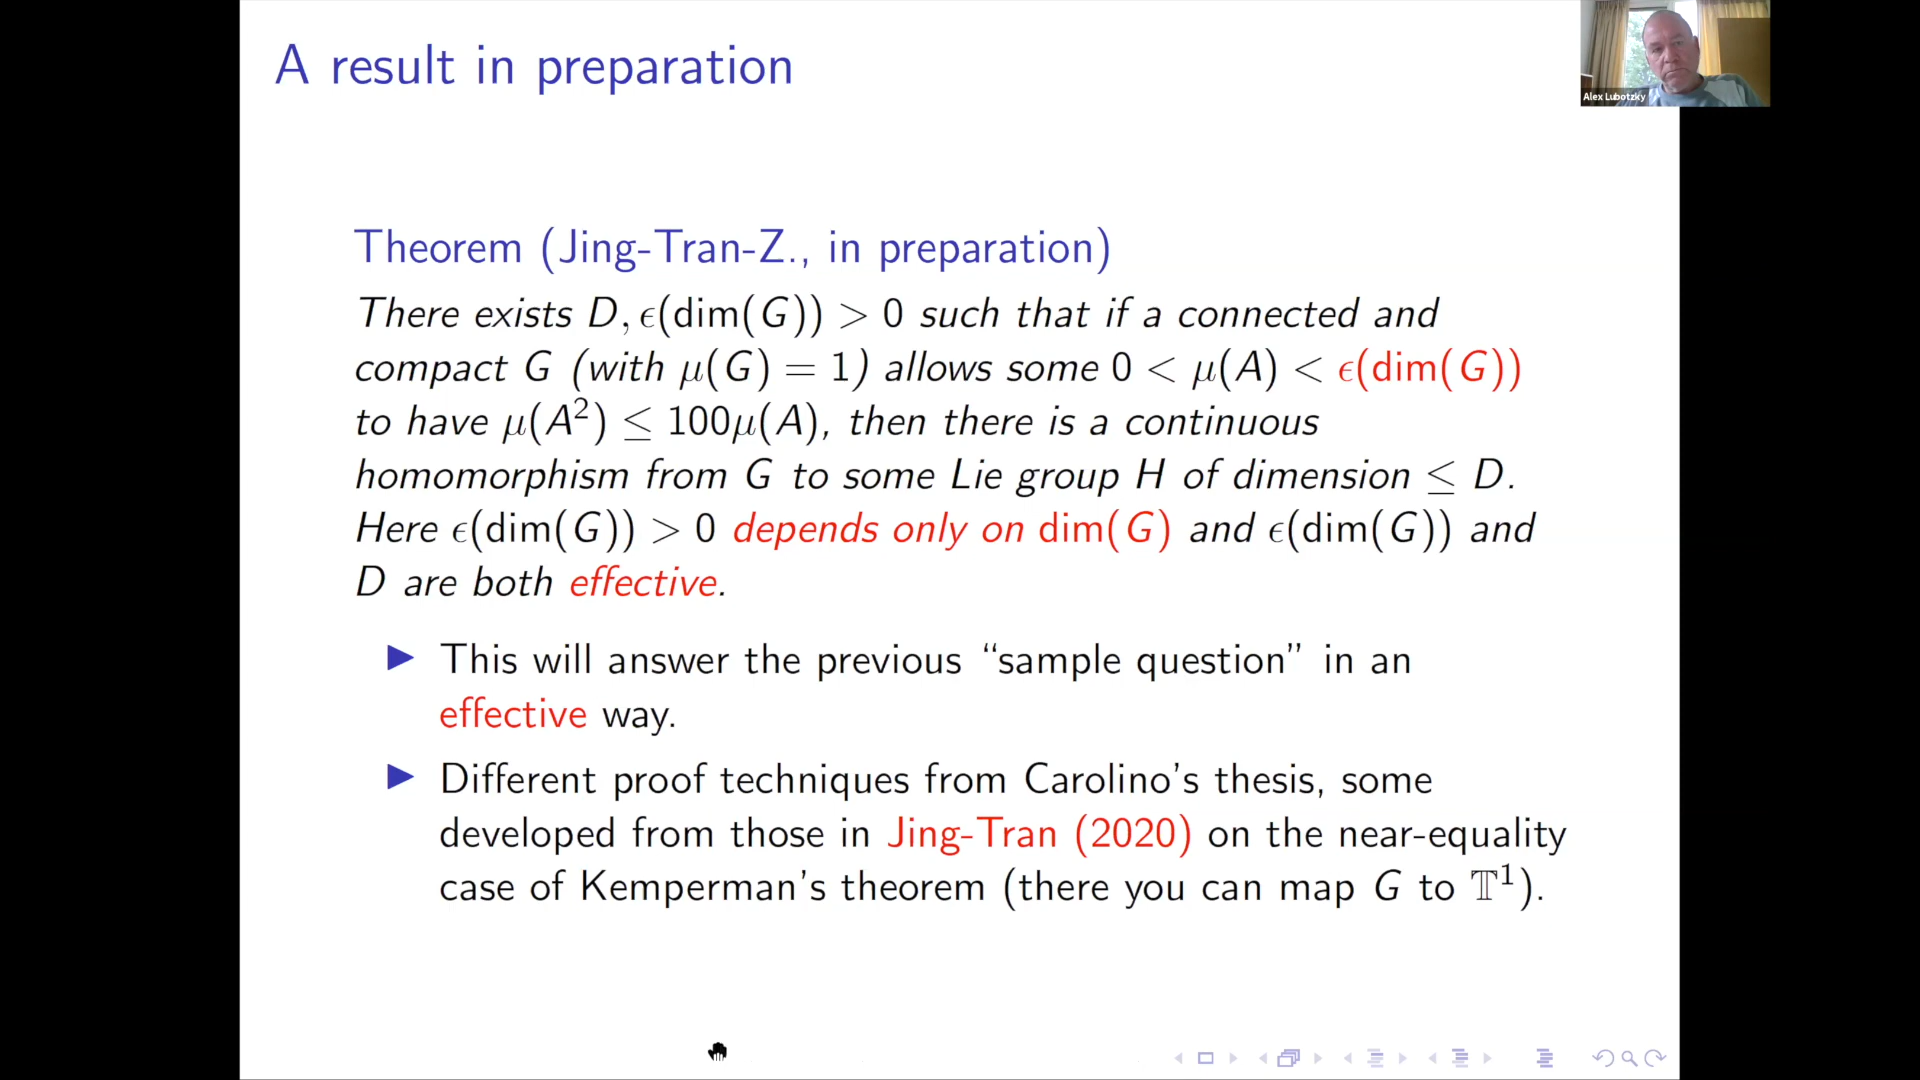 A result in preparation
Alex Lubotzky
Theorem (Jing-Tran-Z., in preparation)
There exists D, ϵ(dim(G)) > 0 such that if a connected and
compact G (with μ(G) = 1) allows some 0 < μ(A) < ϵ(dim(G))
to have μ(A²) ≤ 100μ(A), then there is a continuous
homomorphism from G to some Lie group H of dimension ≤ D.
Here ϵ(dim(G)) > 0 depends only on dim(G) and ϵ(dim(G)) and
D are both effective.
▶ This will answer the previous “sample question” in an
effective way.
▶ Different proof techniques from Carolino's thesis, some
developed from those in Jing-Tran (2020) on the near-equality
case of Kemperman's theorem (there you can map G to 𝕋¹).